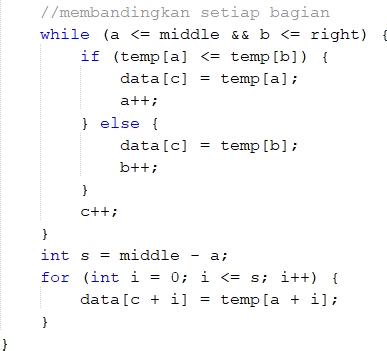 //membandingkan setiap bagian
while (a <= middle && b <= right) {
if (temp[a] <= temp[b]) {
data[c] = temp[a];
a++;
} else {
data[c] = temp[b];
b++;
}
c++;
}
int s = middle - a;
for (int i = 0; i <= s; i++) {
data[c + i] = temp[a + i];
}
}